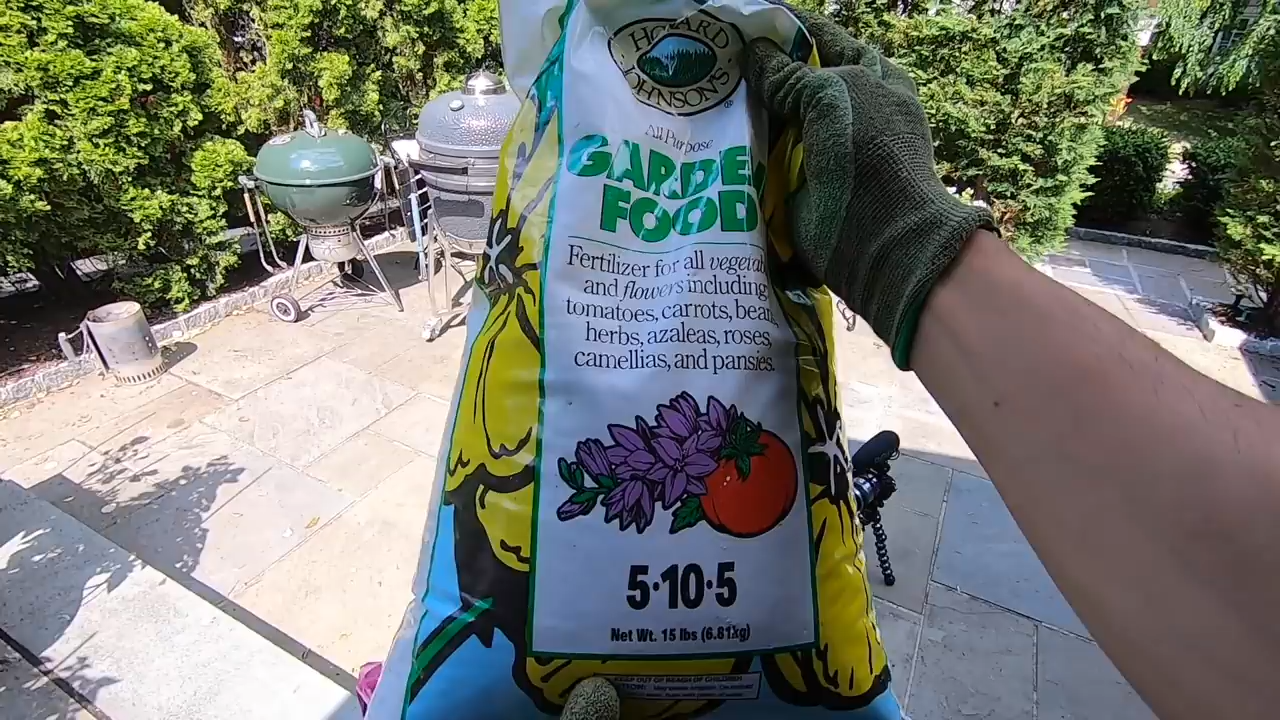 HOWARD
JOHNSON'S
®
All Purpose
GARDEN
FOOD
Fertilizer for all vegetab
and flowers including
tomatoes, carrots, bean
herbs, azaleas, roses,
camellias, and pansies.
5·10·5
Net Wt. 15 lbs (6.81kg)
KEEP OUT OF REACH OF CHILDREN